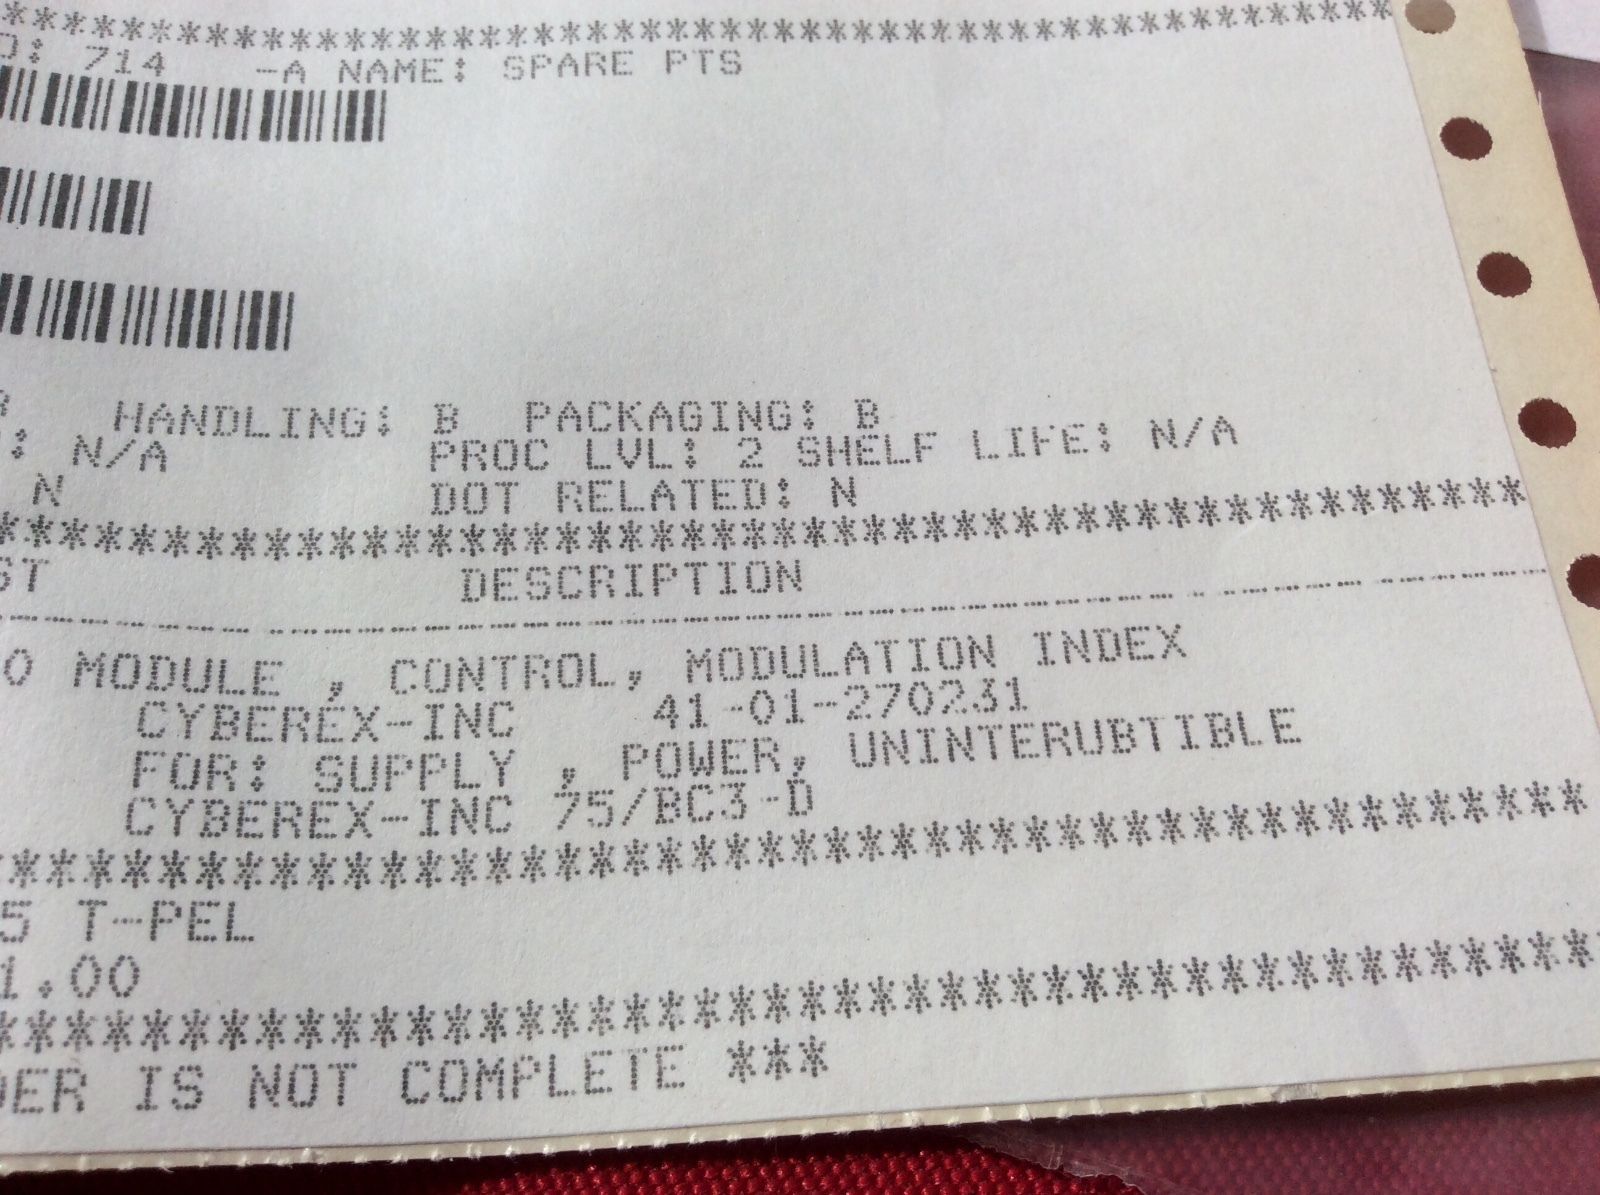 *****************************************************
: 714 -A NAME: SPARE PTS
HANDLING: B PACKAGING: B
: N/A PROC LVL: 2 SHELF LIFE: N/A
N DOT RELATED: N
*************************************************
ST DESCRIPTION
--------------------------------------------------
0 MODULE , CONTROL, MODULATION INDEX
CYBEREX-INC 41-01-270231
FOR: SUPPLY , POWER, UNINTERUBTIBLE
CYBEREX-INC 75/BC3-D
*******************************************
5 T-PEL
1.00
*******************************************
DER IS NOT COMPLETE ***